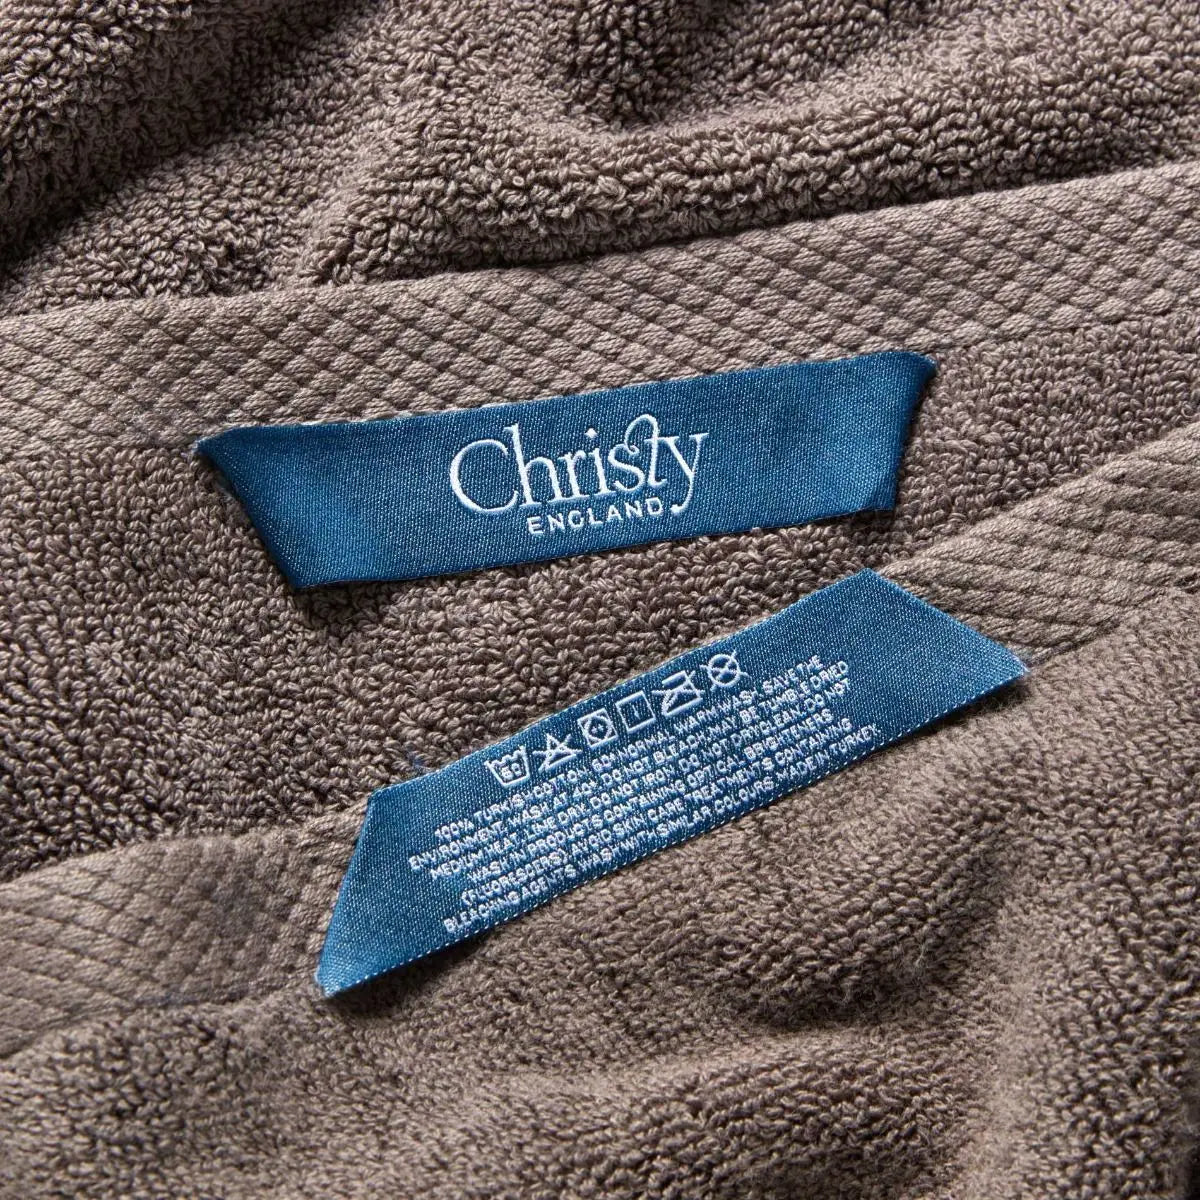 Christy
ENGLAND
100% TURKISH COTTON. 60°C NORMAL (WARM WASH). SAVE THE
ENVIRONMENT, WASH AT 40°. DO NOT BLEACH. MAY BE TUMBLE DRIED
MEDIUM HEAT. LINE DRY. DO NOT IRON. DO NOT DRYCLEAN. DO NOT
WASH IN PRODUCTS CONTAINING OPTICAL BRIGHTENERS
(FLUORESCERS) AVOID SKIN CARE TREATMENTS CONTAINING
BLEACHING AGENTS. WASH WITH SIMILAR COLOURS. MADE IN TURKEY.